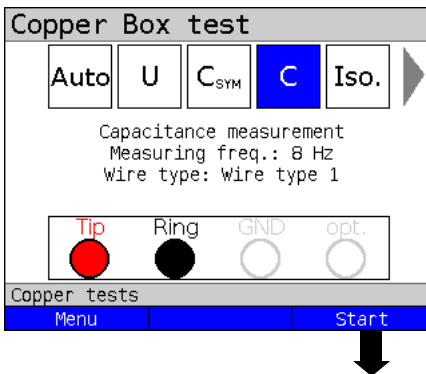 Copper Box test
Auto U CSYM C Iso.
Capacitance measurement
Measuring freq.: 8 Hz
Wire type: Wire type 1
Tip Ring GND opt.
Copper tests
Menu Start